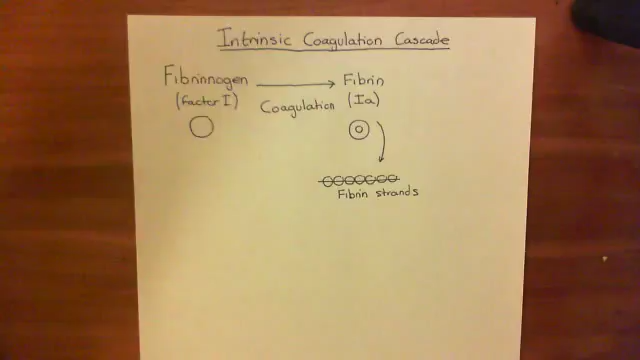 Intrinsic Coagulation Cascade
Fibrinnogen
Fibrin
(factor I)
Coagulation
(Ia)
Fibrin strands